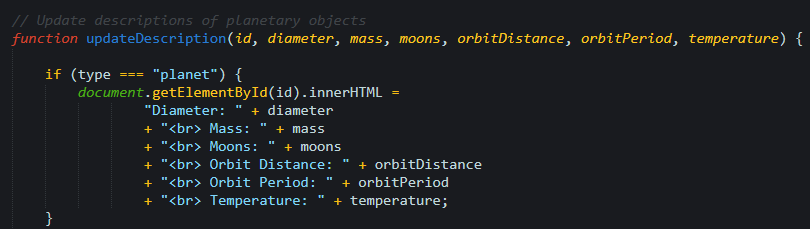 // Update descriptions of planetary objects
function updateDescription(id, diameter, mass, moons, orbitDistance, orbitPeriod, temperature) {
if (type === "planet") {
document.getElementById(id).innerHTML =
"Diameter: " + diameter
+ "<br> Mass: " + mass
+ "<br> Moons: " + moons
+ "<br> Orbit Distance: " + orbitDistance
+ "<br> Orbit Period: " + orbitPeriod
+ "<br> Temperature: " + temperature;
}